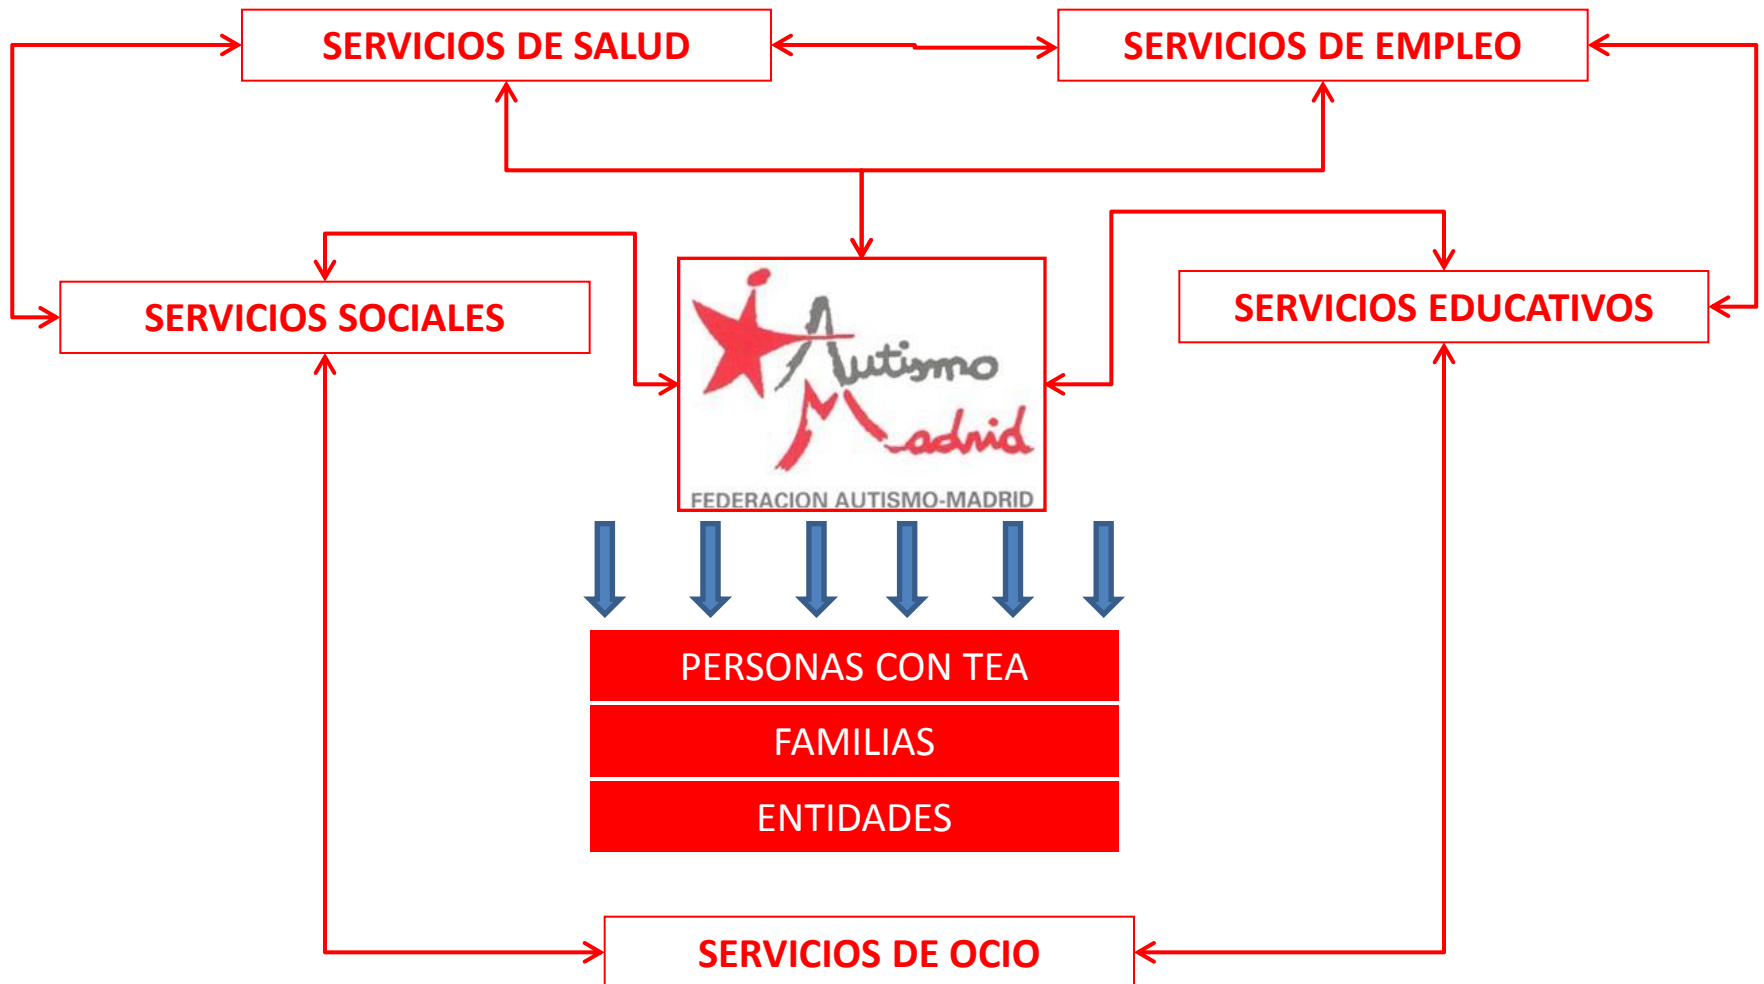 SERVICIOS DE SALUD
SERVICIOS DE EMPLEO
SERVICIOS SOCIALES
SERVICIOS EDUCATIVOS
Autismo
Madrid
FEDERACION AUTISMO-MADRID
PERSONAS CON TEA
FAMILIAS
ENTIDADES
SERVICIOS DE OCIO